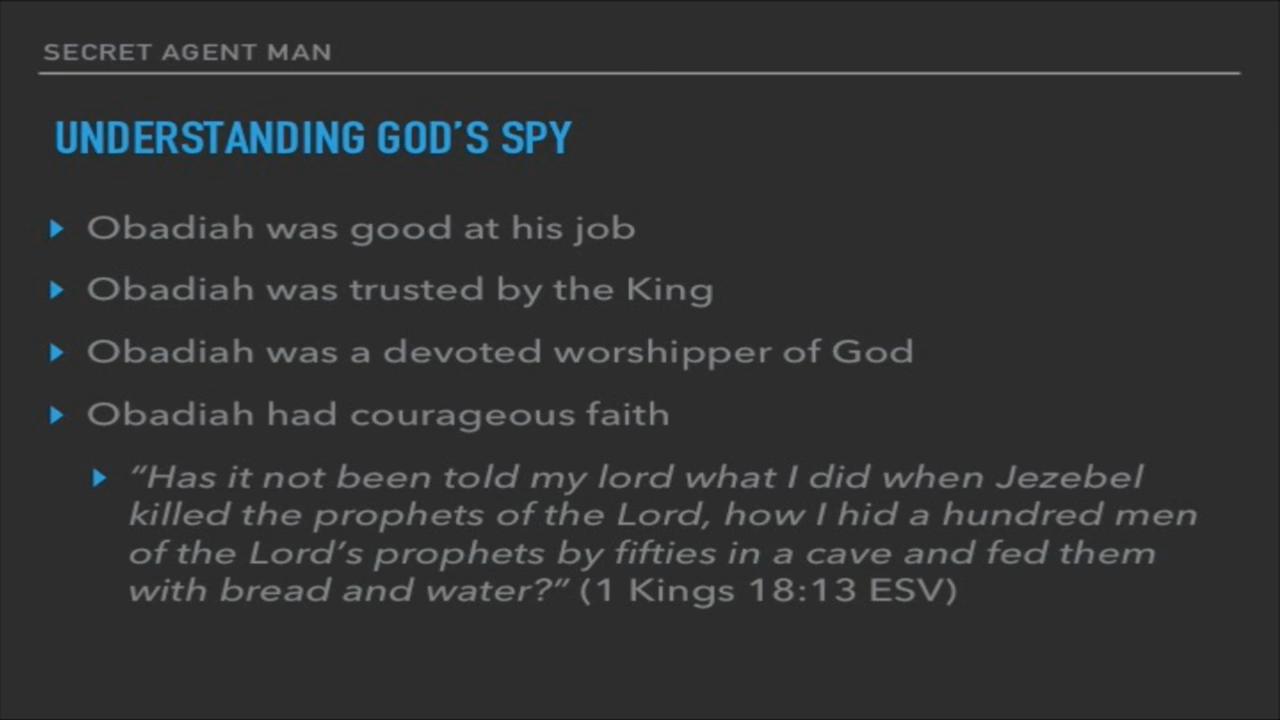 SECRET AGENT MAN
UNDERSTANDING GOD’S SPY
Obadiah was good at his job
Obadiah was trusted by the King
Obadiah was a devoted worshipper of God
Obadiah had courageous faith
“Has it not been told my lord what I did when Jezebel
killed the prophets of the Lord, how I hid a hundred men
of the Lord’s prophets by fifties in a cave and fed them
with bread and water?” (1 Kings 18:13 ESV)